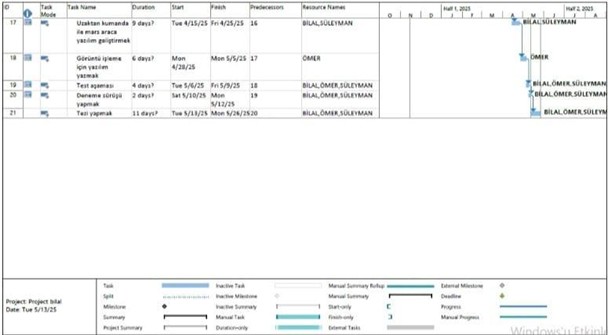 ID Task Mode Task Name Duration Start Finish Predecessors Resource Names Half 1, 2025 Half 2, 2025
O N D J F M A M J J A
17 Uzaktan kumanda 9 days? Tue 4/15/25 Fri 4/25/25 16 BİLAL,SÜLEYMAN BİLAL,SÜLEYMAN
ile mars araca
yazılım geliştirmek
18 Görüntü işleme 6 days? Mon Mon 5/5/25 17 ÖMER ÖMER
için yazılım 4/28/25
yazmak
19 Test aşaması 4 days? Tue 5/6/25 Fri 5/9/25 18 BİLAL,ÖMER,SÜLEYMAN BİLAL,ÖMER,SÜLEYMAN
20 Deneme sürüşü 2 days? Sat 5/10/25 Mon 19 BİLAL,ÖMER,SÜLEYMAN BİLAL,ÖMER,SÜLEYMAN
yapmak 5/12/25
21 Tezi yapmak 11 days? Tue 5/13/25 Mon 5/26/25 20 BİLAL,ÖMER,SÜLEYMAN BİLAL,ÖMER,SÜLEYM
Project: Project bilal
Date: Tue 5/13/25
Task Inactive Task Manual Summary Rollup External Milestone
Split Inactive Milestone Manual Summary Deadline
Milestone Inactive Summary Start-only Progress
Summary Manual Task Finish-only Manual Progress
Project Summary Duration-only External Tasks
Windows'u Etkinle